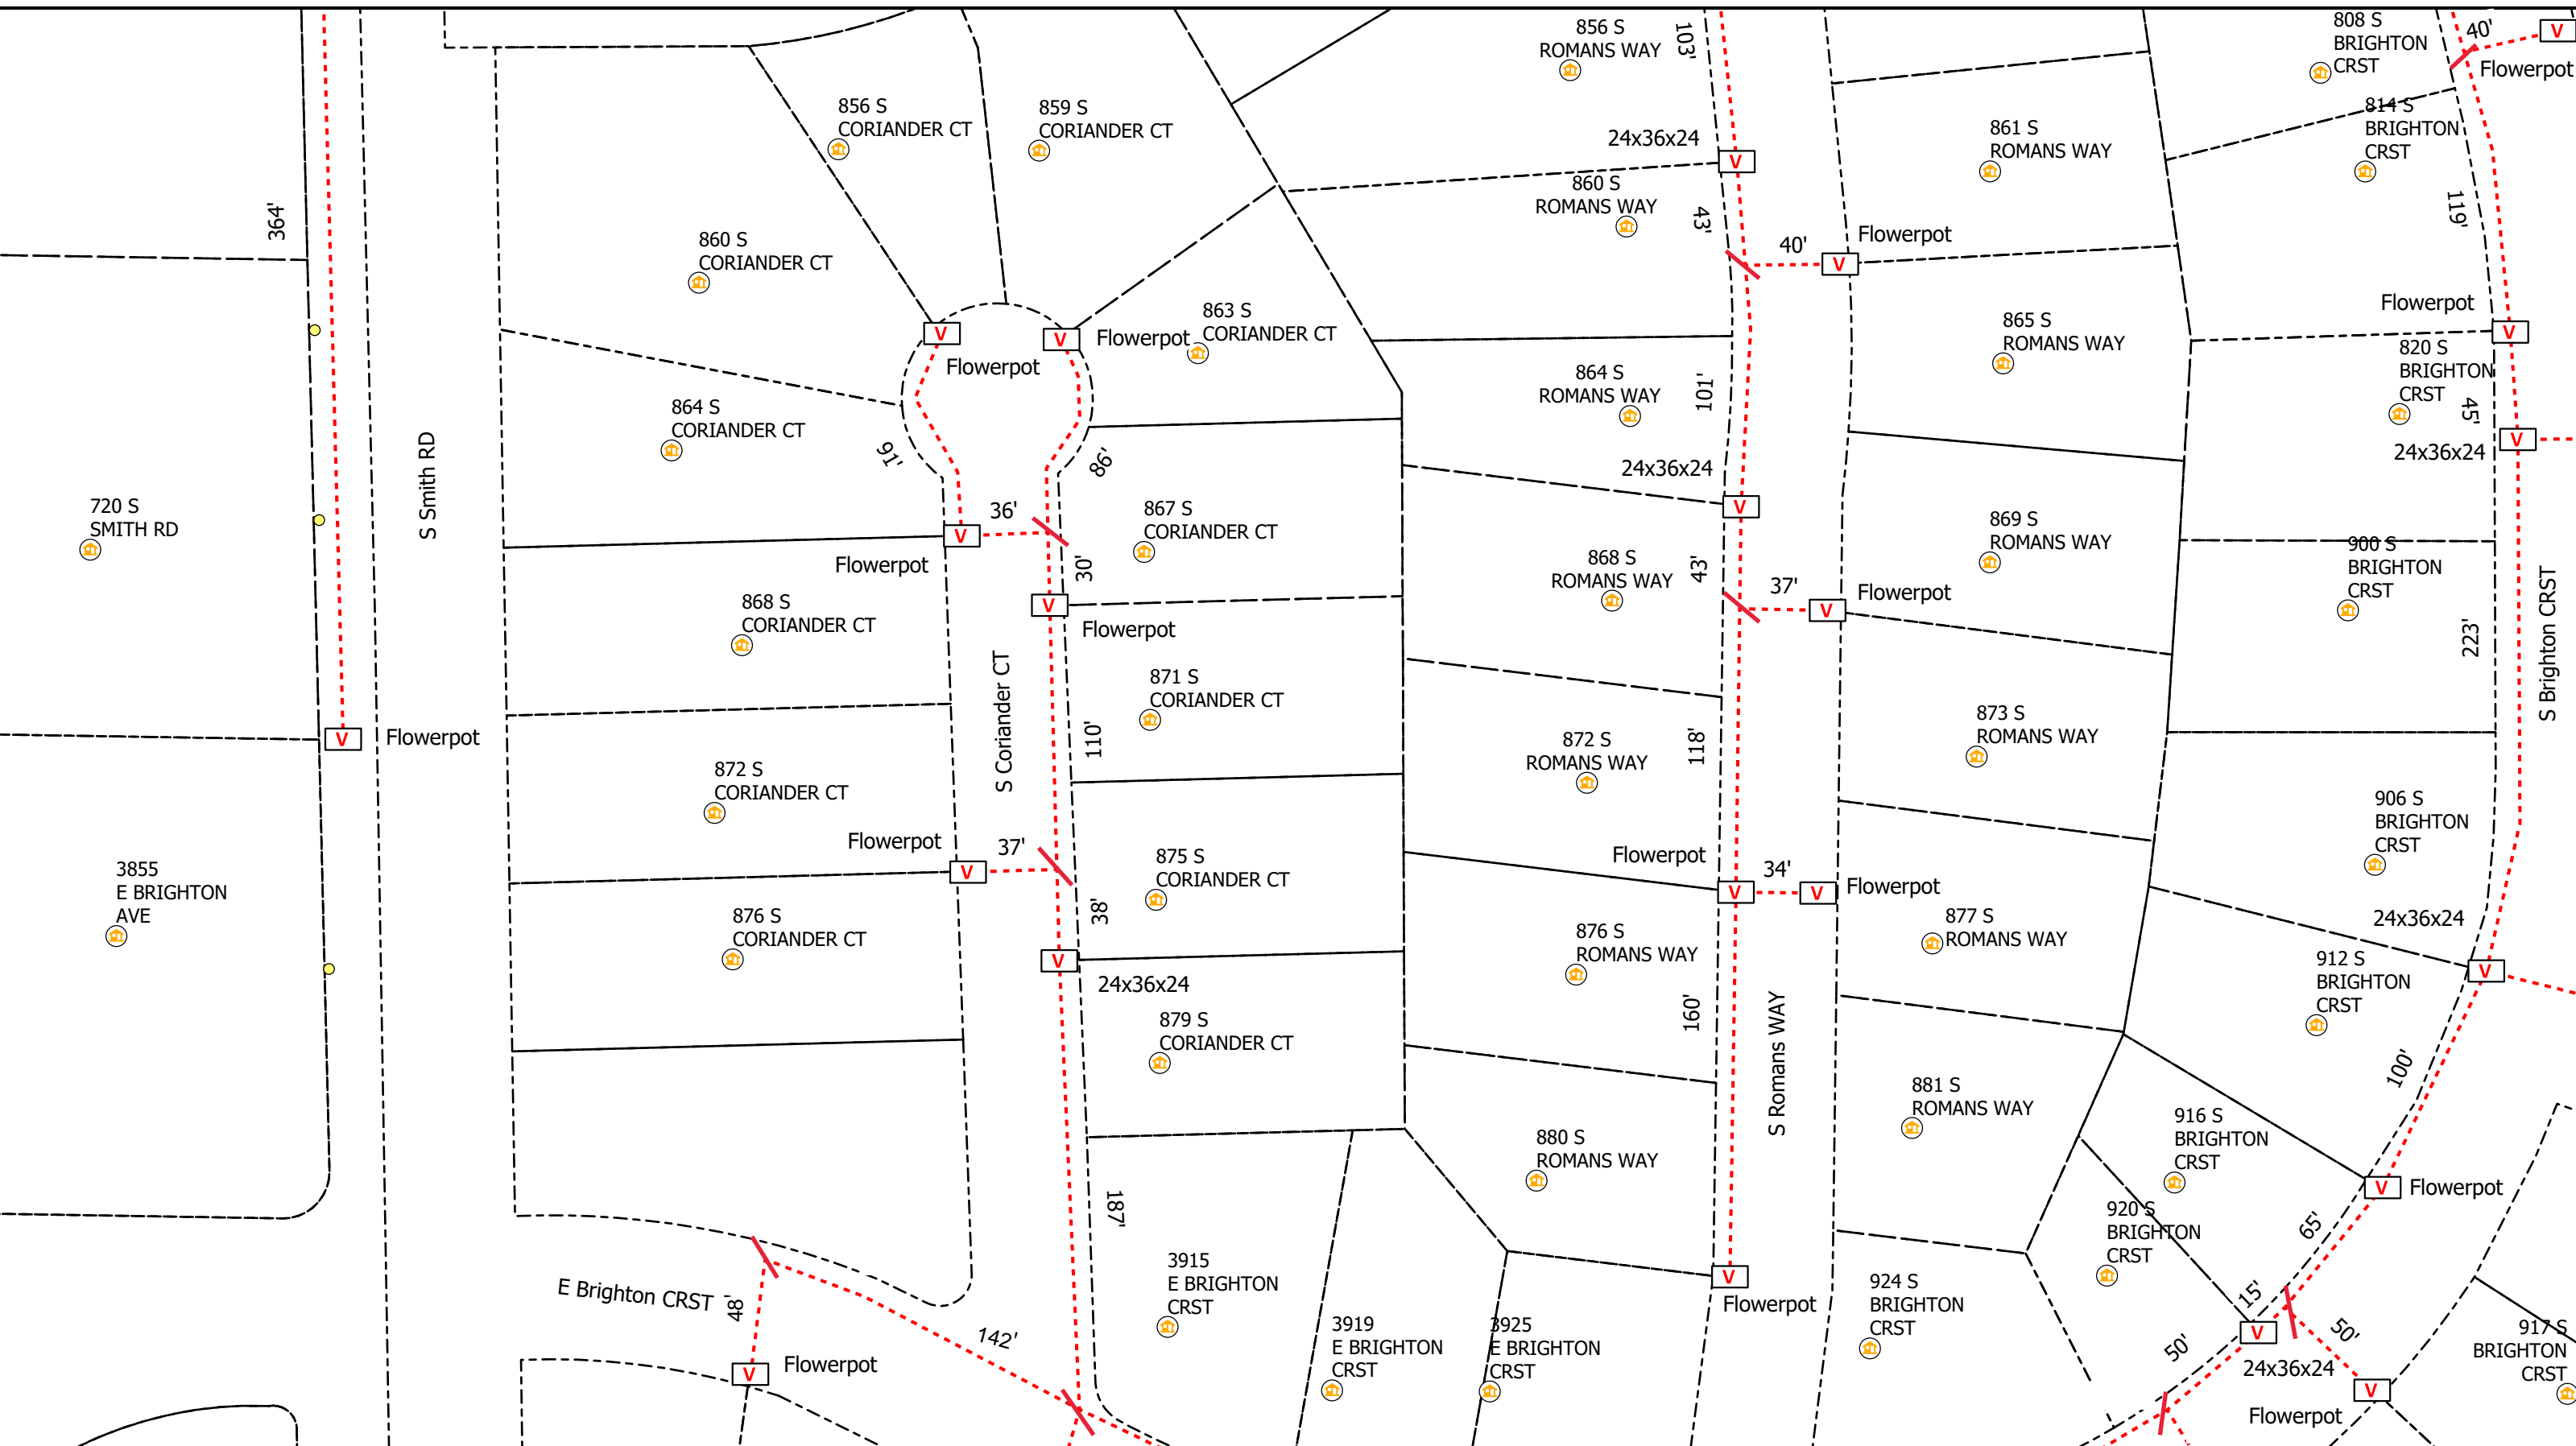 364'
720 S
SMITH RD
3855
E BRIGHTON
AVE
S Smith RD
V
Flowerpot
856 S
CORIANDER CT
859 S
CORIANDER CT
860 S
CORIANDER CT
863 S
CORIANDER CT
V
Flowerpot
V
Flowerpot
864 S
CORIANDER CT
91'
86'
36'
V
Flowerpot
867 S
CORIANDER CT
30'
V
Flowerpot
868 S
CORIANDER CT
S Coriander CT
871 S
CORIANDER CT
110'
872 S
CORIANDER CT
Flowerpot
37'
V
875 S
CORIANDER CT
38'
876 S
CORIANDER CT
V
24x36x24
879 S
CORIANDER CT
187'
E Brighton CRST
48'
V
Flowerpot
142'
3915
E BRIGHTON
CRST
3919
E BRIGHTON
CRST
3925
E BRIGHTON
CRST
856 S
ROMANS WAY
103'
24x36x24
V
860 S
ROMANS WAY
43'
40'
V
Flowerpot
861 S
ROMANS WAY
864 S
ROMANS WAY
101'
865 S
ROMANS WAY
24x36x24
V
868 S
ROMANS WAY
43'
37'
V
Flowerpot
869 S
ROMANS WAY
872 S
ROMANS WAY
118'
873 S
ROMANS WAY
Flowerpot
V
34'
V
Flowerpot
876 S
ROMANS WAY
877 S
ROMANS WAY
160'
S Romans WAY
880 S
ROMANS WAY
881 S
ROMANS WAY
V
Flowerpot
924 S
BRIGHTON
CRST
808 S
BRIGHTON
CRST
40'
V
Flowerpot
814 S
BRIGHTON
CRST
119'
Flowerpot
V
820 S
BRIGHTON
CRST
45'
24x36x24
V
900 S
BRIGHTON
CRST
223'
S Brighton CRST
906 S
BRIGHTON
CRST
24x36x24
V
912 S
BRIGHTON
CRST
100'
916 S
BRIGHTON
CRST
V
Flowerpot
920 S
BRIGHTON
CRST
65'
15'
V
24x36x24
50'
50'
V
Flowerpot
917 S
BRIGHTON
CRST